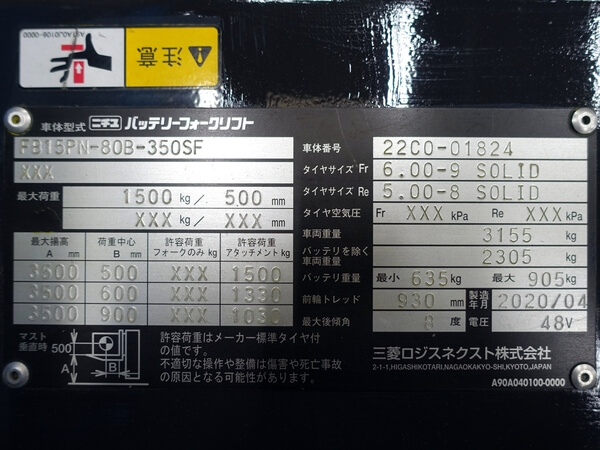 A91A0J0108-0000
注意
車体型式 ニチユ バッテリーフォークリフト
FB15PN-80B-350SF
XXX
最大荷重 1500 kg／ 500 mm
XXX kg／ XXX mm
最大揚高 A mm 荷重中心 B mm 許容荷重 フォークのみ kg 許容荷重 アタッチメント kg
3500 500 XXX 1500
3500 600 XXX 1330
3500 900 XXX 1030
マスト垂直時 500 A B
許容荷重はメーカー標準タイヤ付
の値です。
不適切な操作や整備は傷害や死亡事故
の原因となる可能性があります。
車体番号 22C0-01824
タイヤサイズ Fr 6.00-9 SOLID
タイヤサイズ Re 5.00-8 SOLID
タイヤ空気圧 Fr XXX kPa Re XXX kPa
車両重量 3155 kg
バッテリを除く車両重量 2305 kg
バッテリ重量 最小 635 kg 最大 905 kg
前輪トレッド 930 mm 製造年月 2020/04
最大後傾角 8 度 電圧 48V
三菱ロジスネクスト株式会社
2-1-1,HIGASHIKOTARI,NAGAOKAKYO-SHI,KYOTO,JAPAN
A90A040100-0000